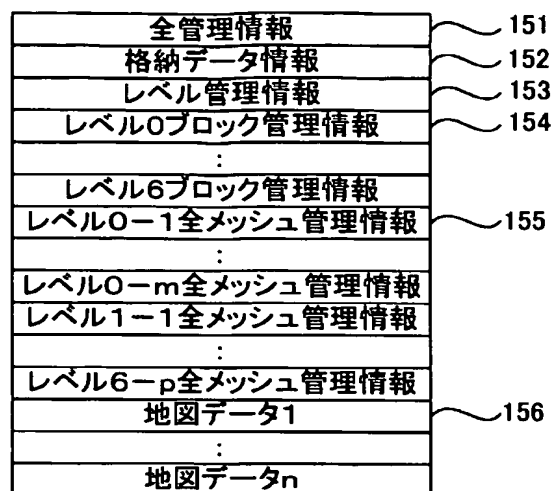 全管理情報 151
格納データ情報 152
レベル管理情報 153
レベル0ブロック管理情報 154
:
レベル6ブロック管理情報
レベル0-1全メッシュ管理情報 155
:
レベル0-m全メッシュ管理情報
レベル1-1全メッシュ管理情報
:
レベル6-p全メッシュ管理情報
地図データ1 156
:
地図データn